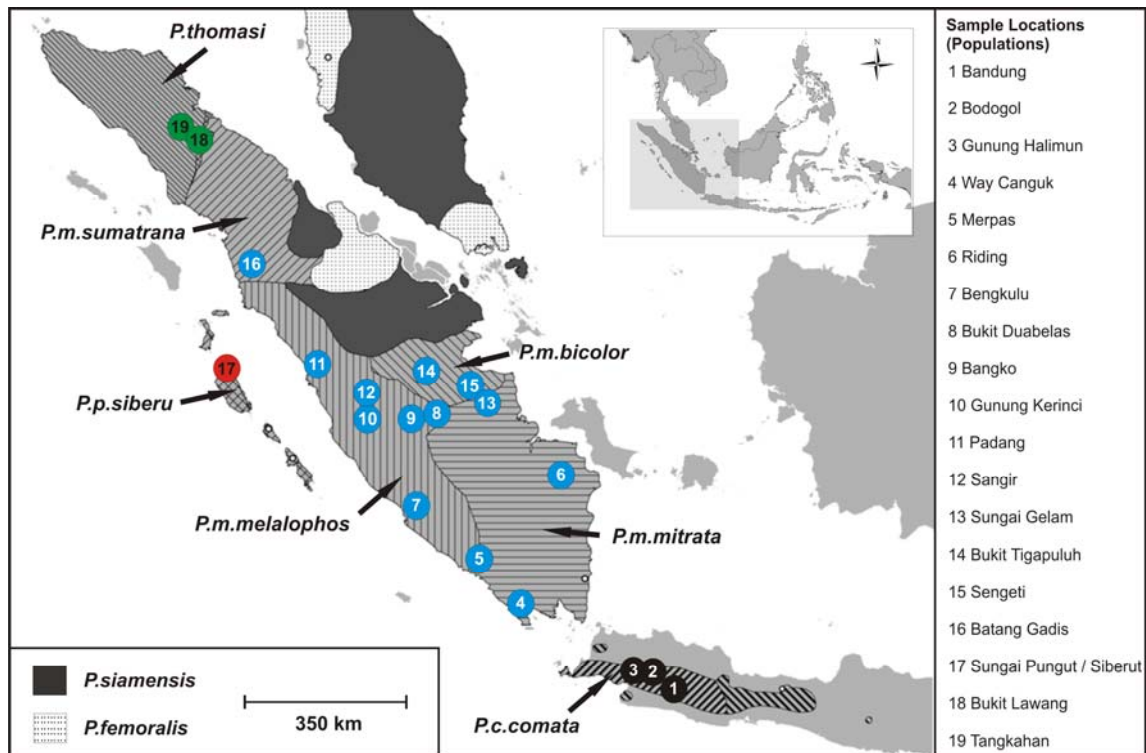 P.thomasi
19
18
P.m.sumatrana
16
11
14
P.m.bicolor
15
17
12
13
P.p.siberu
10
9
8
6
7
P.m.melalophos
P.m.mitrata
5
4
3
2
1
P.c.comata
N
P.siamensis
P.femoralis
350 km
Sample Locations
(Populations)
1 Bandung
2 Bodogol
3 Gunung Halimun
4 Way Canguk
5 Merpas
6 Riding
7 Bengkulu
8 Bukit Duabelas
9 Bangko
10 Gunung Kerinci
11 Padang
12 Sangir
13 Sungai Gelam
14 Bukit Tigapuluh
15 Sengeti
16 Batang Gadis
17 Sungai Pungut / Siberut
18 Bukit Lawang
19 Tangkahan